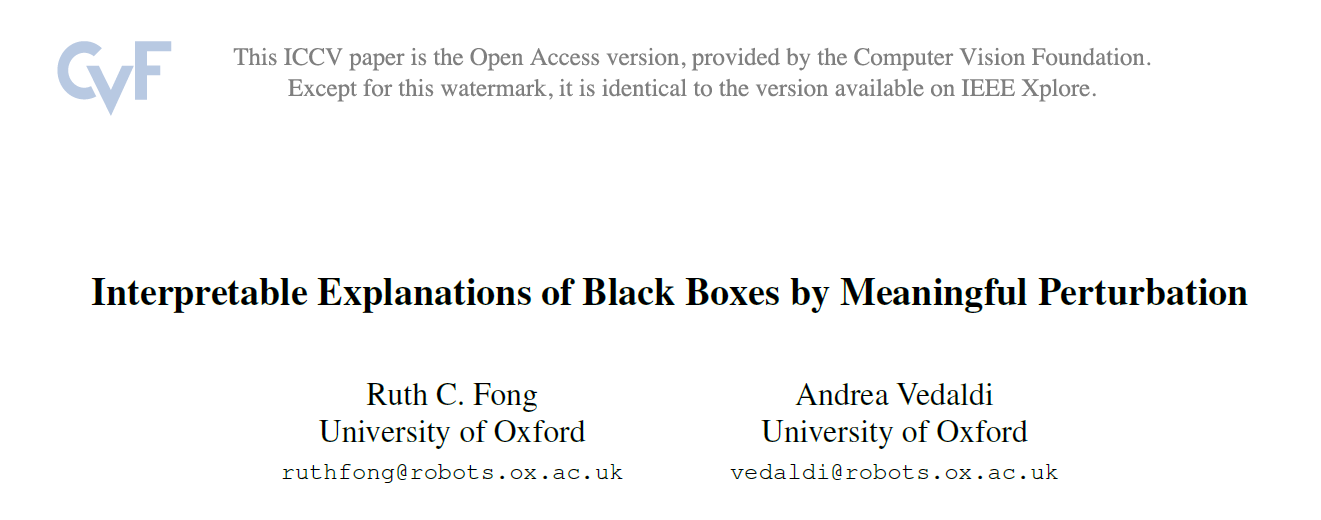 CVF
This ICCV paper is the Open Access version, provided by the Computer Vision Foundation.
Except for this watermark, it is identical to the version available on IEEE Xplore.
Interpretable Explanations of Black Boxes by Meaningful Perturbation
Ruth C. Fong
University of Oxford
ruthfong@robots.ox.ac.uk
Andrea Vedaldi
University of Oxford
vedaldi@robots.ox.ac.uk